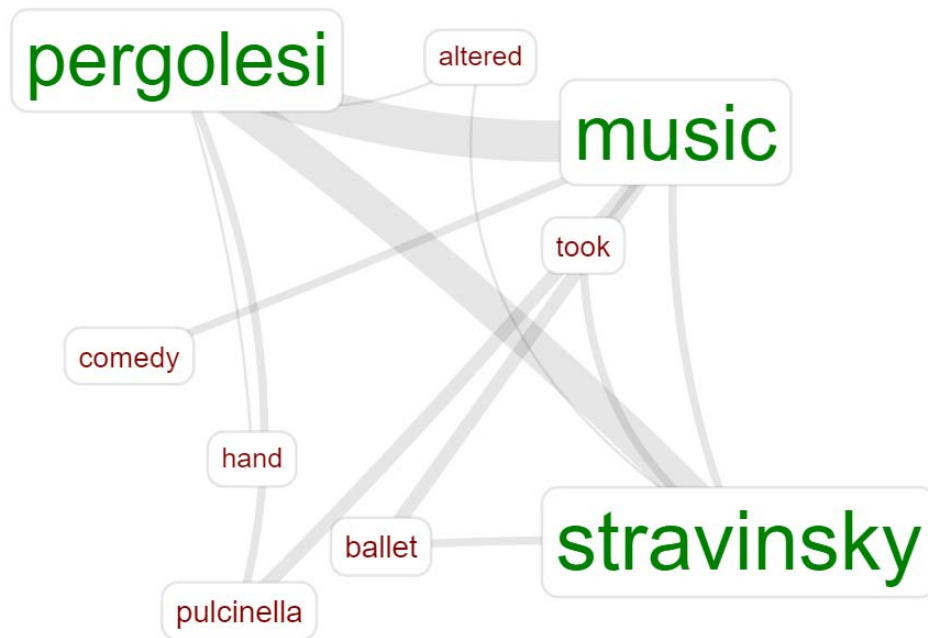 pergolesi
altered
music
took
comedy
hand
ballet
stravinsky
pulcinella